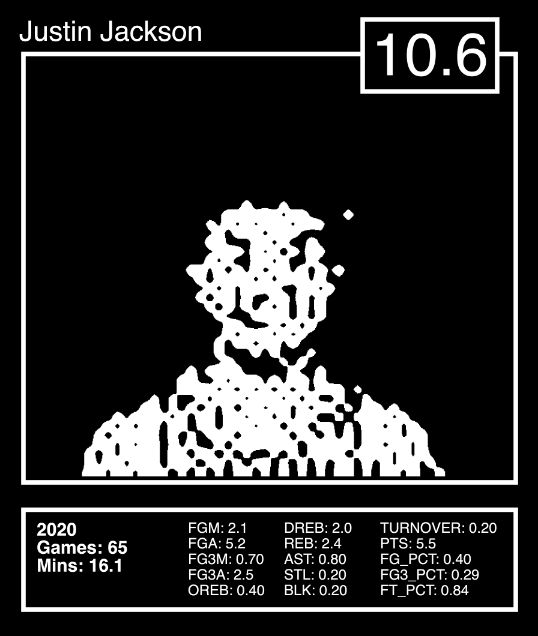 Justin Jackson
10.6
2020
Games: 65
Mins: 16.1
FGM: 2.1
FGA: 5.2
FG3M: 0.70
FG3A: 2.5
OREB: 0.40
DREB: 2.0
REB: 2.4
AST: 0.80
STL: 0.20
BLK: 0.20
TURNOVER: 0.20
PTS: 5.5
FG_PCT: 0.40
FG3_PCT: 0.29
FT_PCT: 0.84